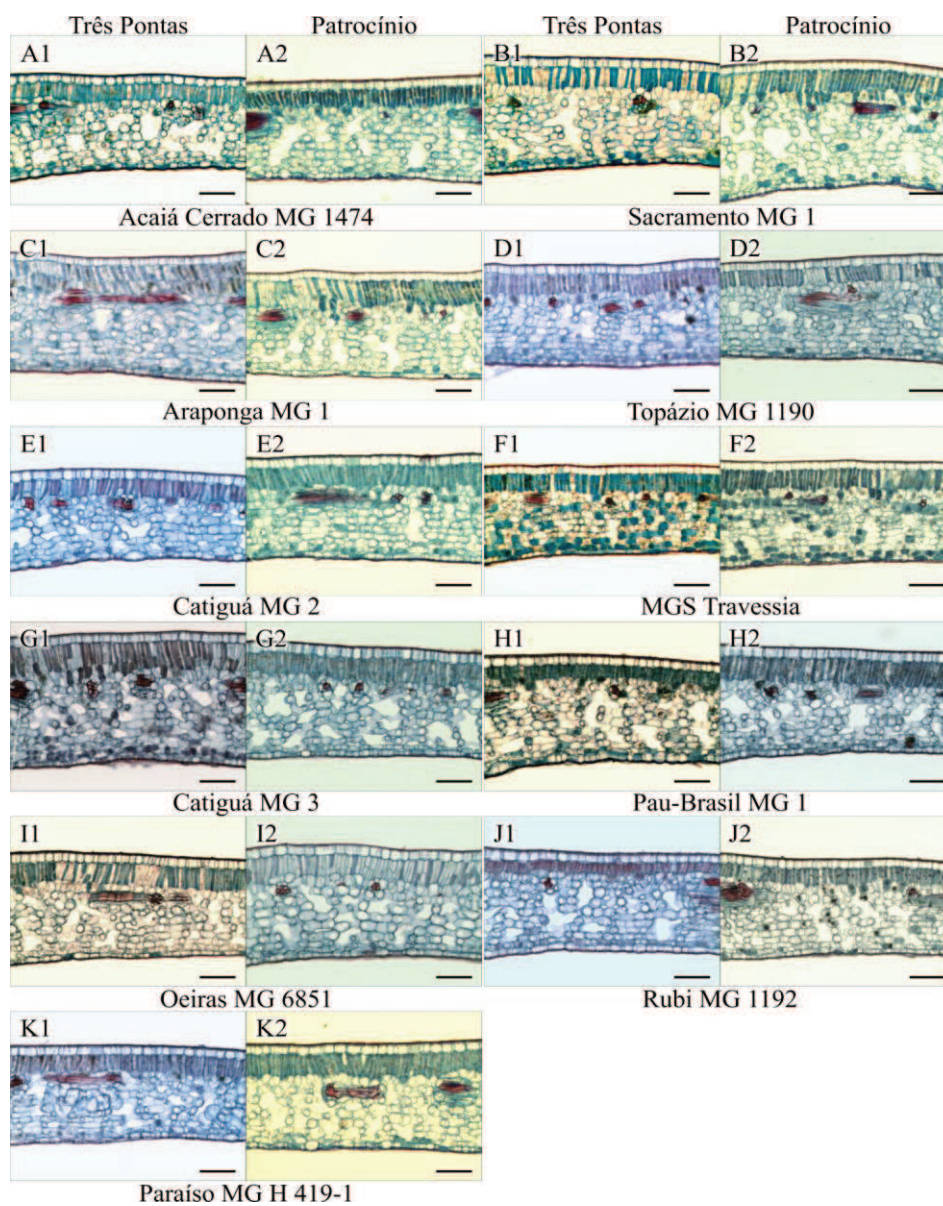 Três Pontas Patrocínio Três Pontas Patrocínio
A1 A2 B1 B2
Acaiá Cerrado MG 1474 Sacramento MG 1
C1 C2 D1 D2
Araponga MG 1 Topázio MG 1190
E1 E2 F1 F2
Catiguá MG 2 MGS Travessia
G1 G2 H1 H2
Catiguá MG 3 Pau-Brasil MG 1
I1 I2 J1 J2
Oeiras MG 6851 Rubi MG 1192
K1 K2
Paraíso MG H 419-1